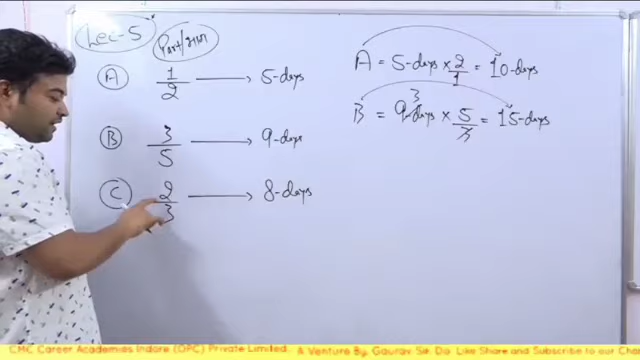 Lec-5
Part/भाग
A 1/2 → 5-days
B 3/5 → 9-days
C 2/3 → 8-days
A = 5-days × 2/1 = 10-days
B = 9-days 3 × 5/3 = 15-days
CMC Career Academies Indore (OPC) Private Limited. A Venture By. Gaurav Sir. Do Like Share and Subscribe to our Cha